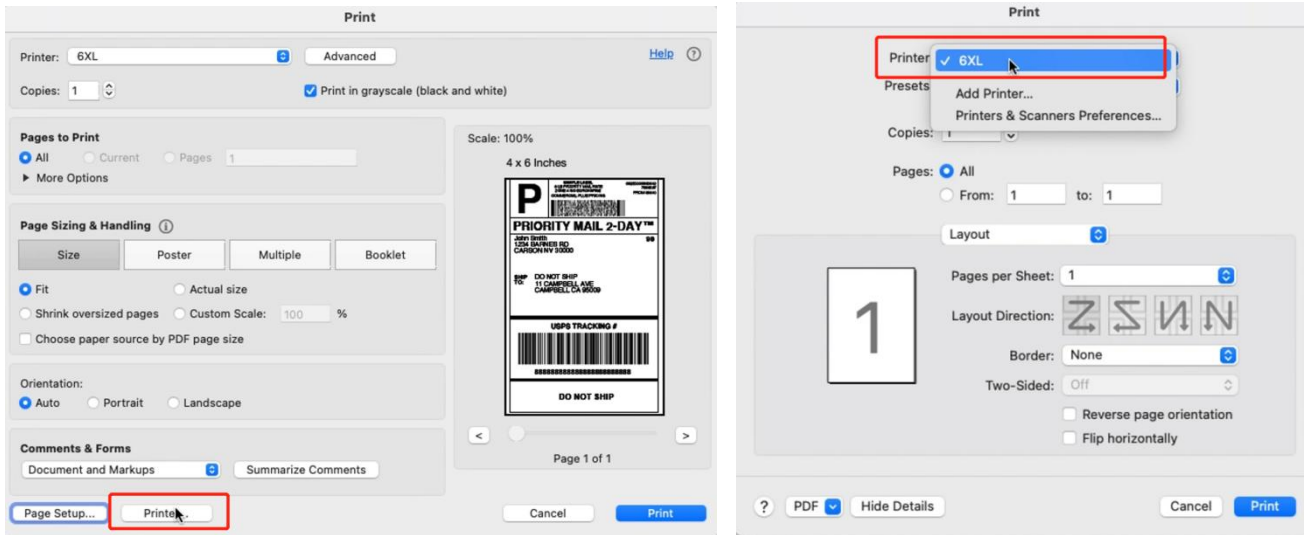 Print
Printer: 6XL Advanced Help ?
Copies: 1 Print in grayscale (black and white)
Pages to Print
All Current Pages 1
More Options
Page Sizing & Handling i
Size Poster Multiple Booklet
Fit Actual size
Shrink oversized pages Custom Scale: 100 %
Choose paper source by PDF page size
Orientation:
Auto Portrait Landscape
Comments & Forms
Document and Markups Summarize Comments
Page Setup... Printe
Scale: 100%
4 x 6 Inches
P
PRIORITY MAIL 2-DAY™
John Smith 99
1234 BARNES RD
CARSON NV 30000
SHIP DO NOT SHIP
TO: 11 CAMPBELL AVE
CAMPBELL CA 95009
USPS TRACKING #
DO NOT SHIP
< >
Page 1 of 1
Cancel Print
Print
Printer ✓ 6XL
Presets
Add Printer...
Printers & Scanners Preferences...
Copies: 1
Pages: All
From: 1 to: 1
Layout
1
Pages per Sheet: 1
Layout Direction:
Border: None
Two-Sided: Off
Reverse page orientation
Flip horizontally
? PDF Hide Details Cancel Print